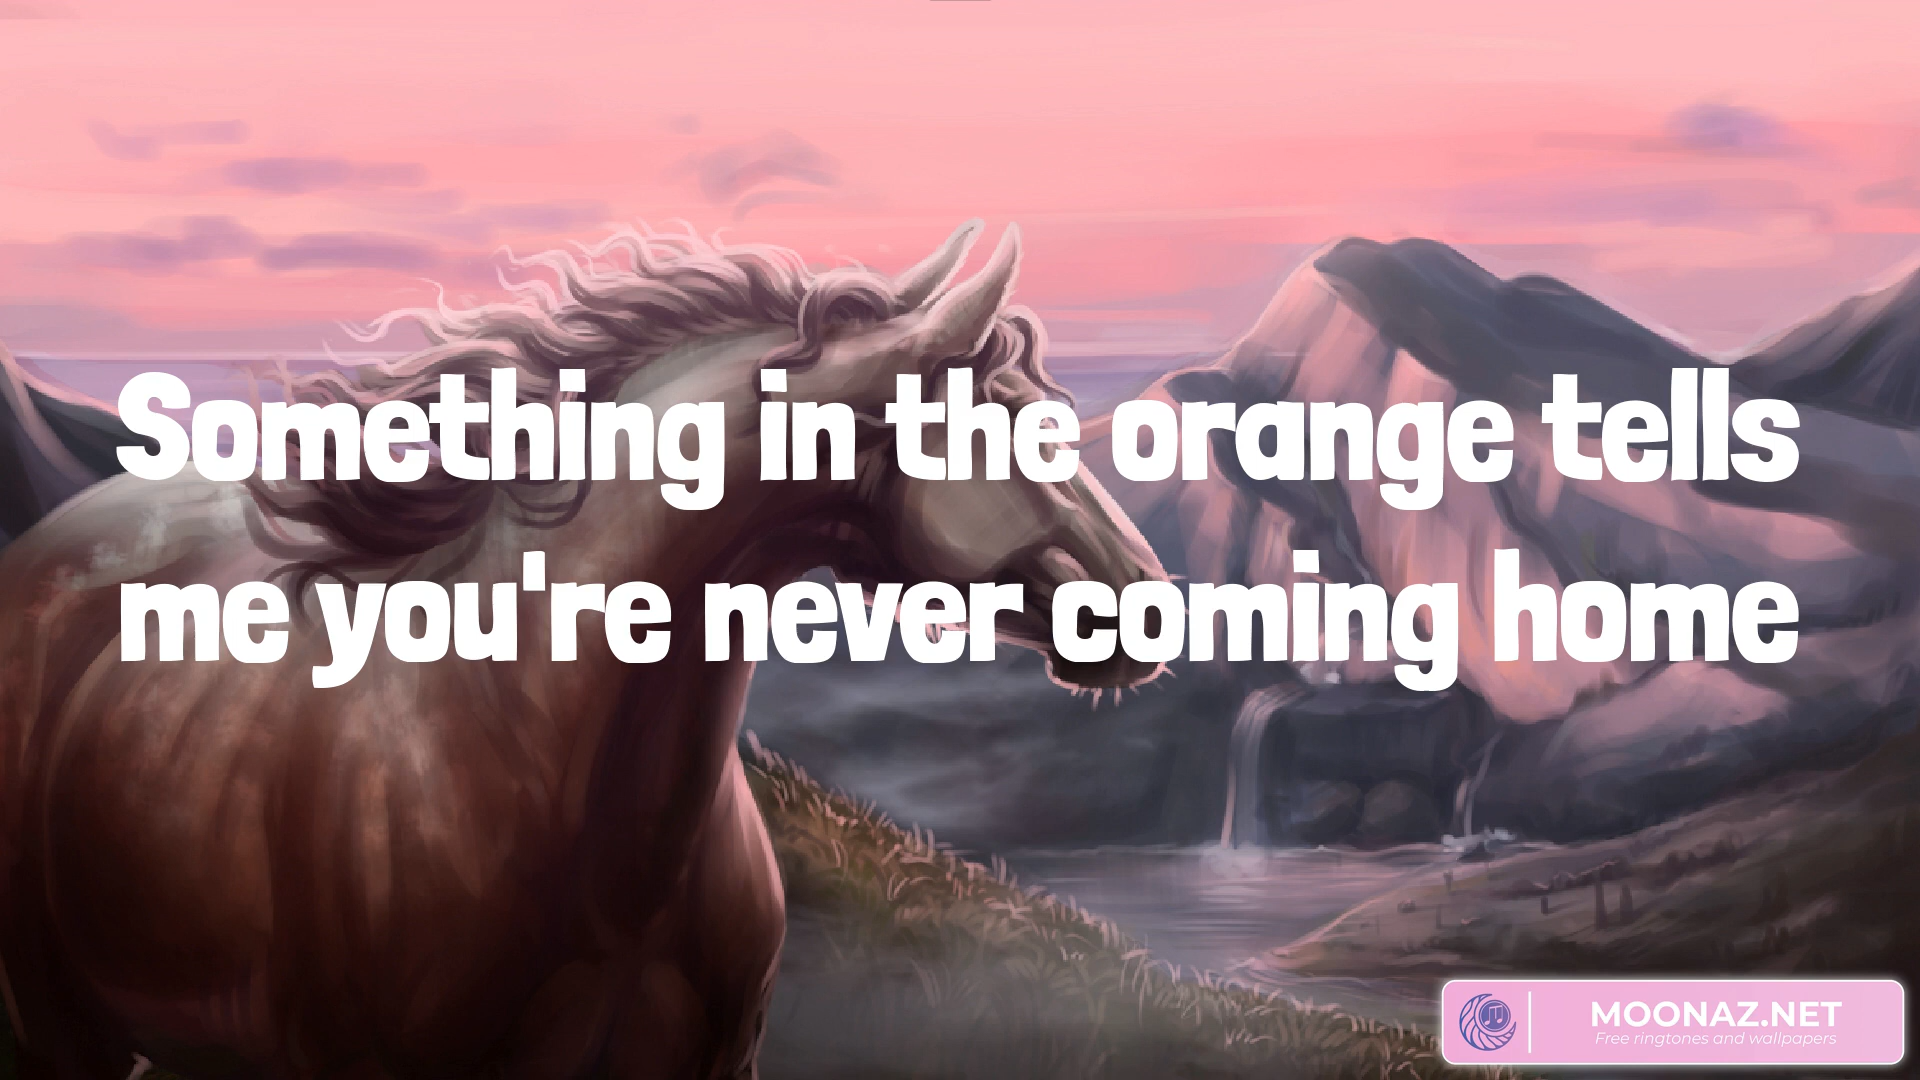 Something in the orange tells
me you're never coming home
MOONAZ.NET
Free ringtones and wallpapers